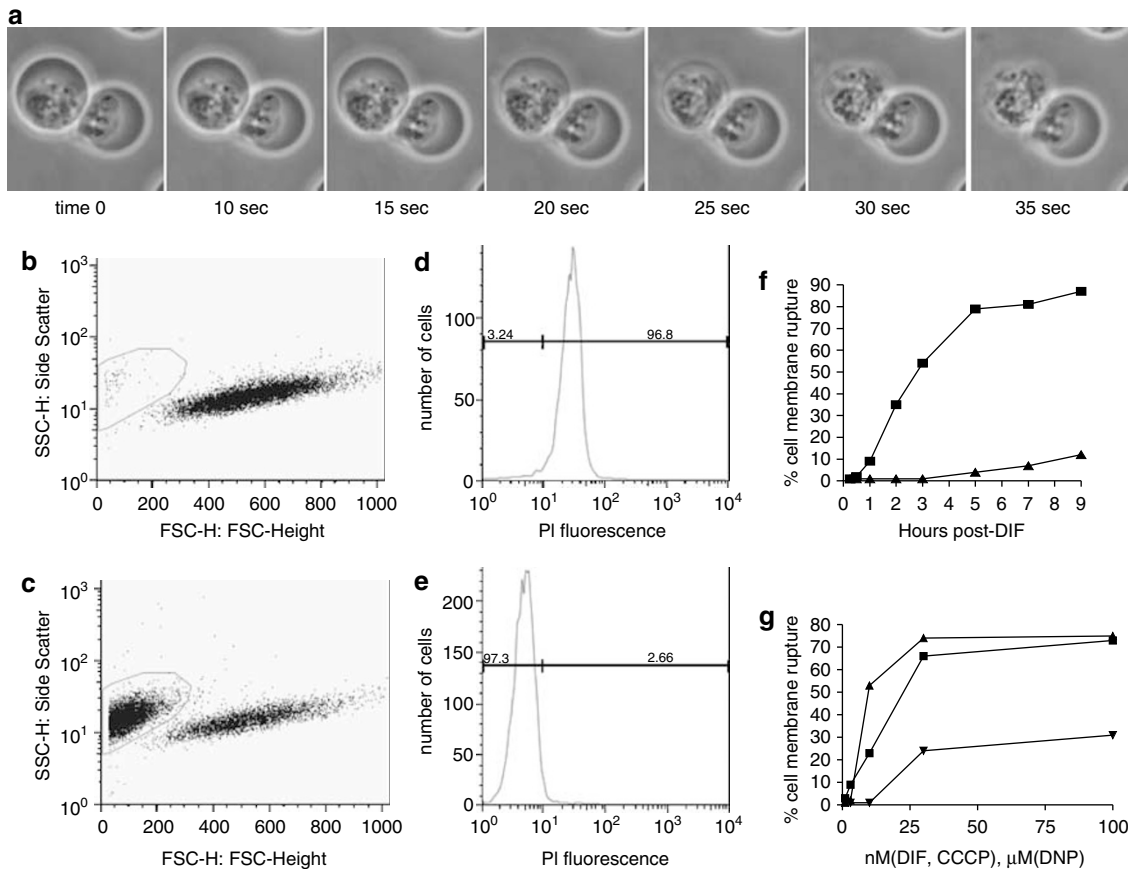 a
time 0 10 sec 15 sec 20 sec 25 sec 30 sec 35 sec
b
SSC-H: Side Scatter
10³
10²
10¹
10⁰
0 200 400 600 800 1000
FSC-H: FSC-Height
d
number of cells
100
50
0
3.24 96.8
10⁰ 10¹ 10² 10³ 10⁴
PI fluorescence
f
% cell membrane rupture
90
80
70
60
50
40
30
20
10
0
0 1 2 3 4 5 6 7 8 9
Hours post-DIF
c
SSC-H: Side Scatter
10³
10²
10¹
10⁰
0 200 400 600 800 1000
FSC-H: FSC-Height
e
number of cells
200
150
100
50
0
97.3 2.66
10⁰ 10¹ 10² 10³ 10⁴
PI fluorescence
g
% cell membrane rupture
80
70
60
50
40
30
20
10
0
0 25 50 75 100
nM(DIF, CCCP), μM(DNP)